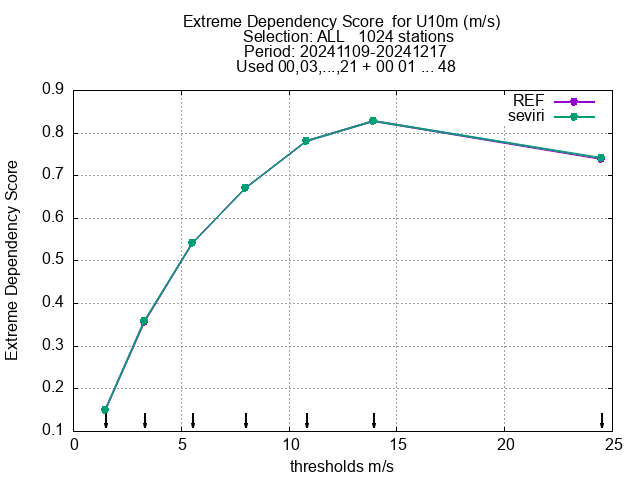 Extreme Dependency Score  for U10m (m/s)
Selection: ALL   1024 stations
Period: 20241109-20241217
Used 00,03,...,21 + 00 01 ... 48
REF
seviri
Extreme Dependency Score
0.9
0.8
0.7
0.6
0.5
0.4
0.3
0.2
0.1
0 5 10 15 20 25
thresholds m/s